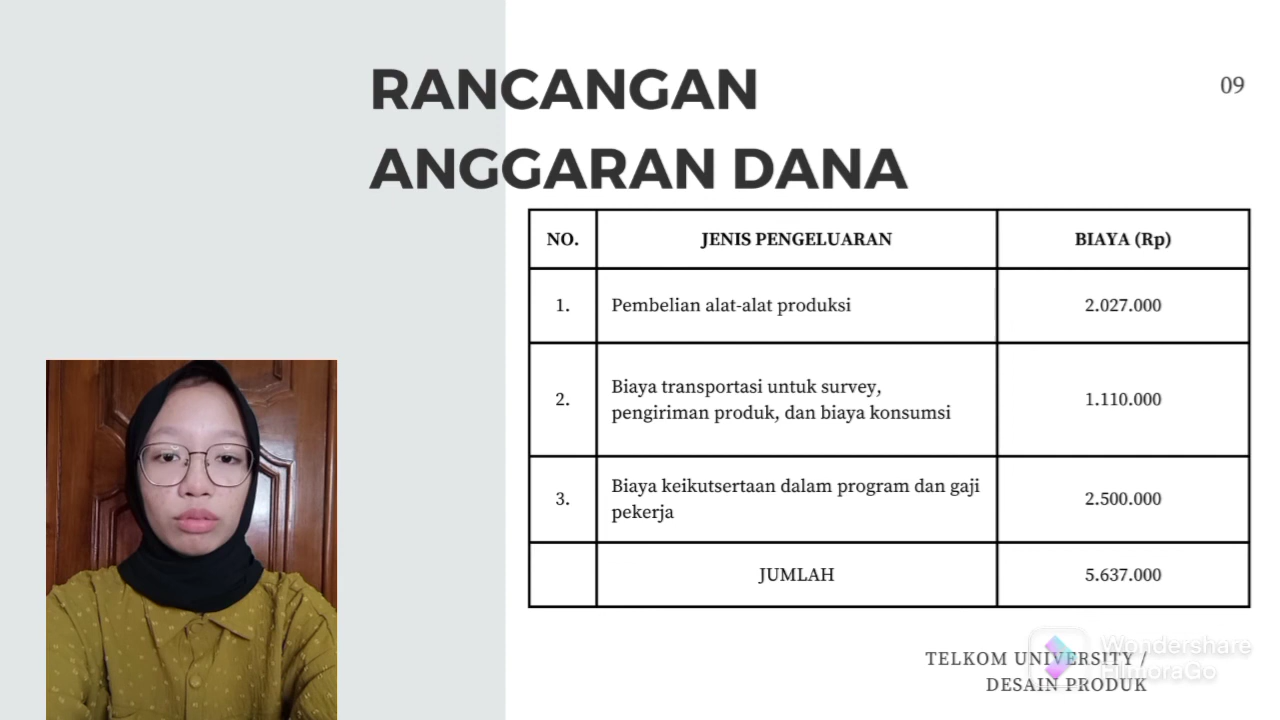 RANCANGAN
ANGGARAN DANA
09
NO. JENIS PENGELUARAN BIAYA (Rp)
1. Pembelian alat-alat produksi 2.027.000
2. Biaya transportasi untuk survey,
pengiriman produk, dan biaya konsumsi 1.110.000
3. Biaya keikutsertaan dalam program dan gaji
pekerja 2.500.000
JUMLAH 5.637.000
TELKOM UNIVERSITY /
DESAIN PRODUK
Wondershare
FilmoraGo